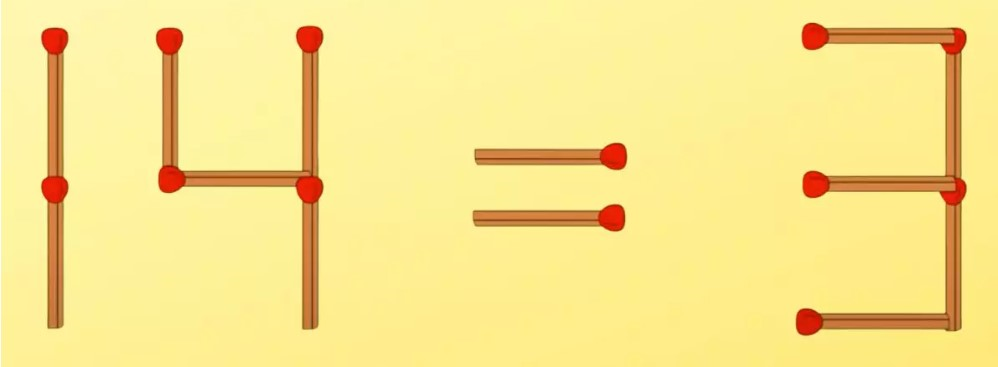 14 = 3